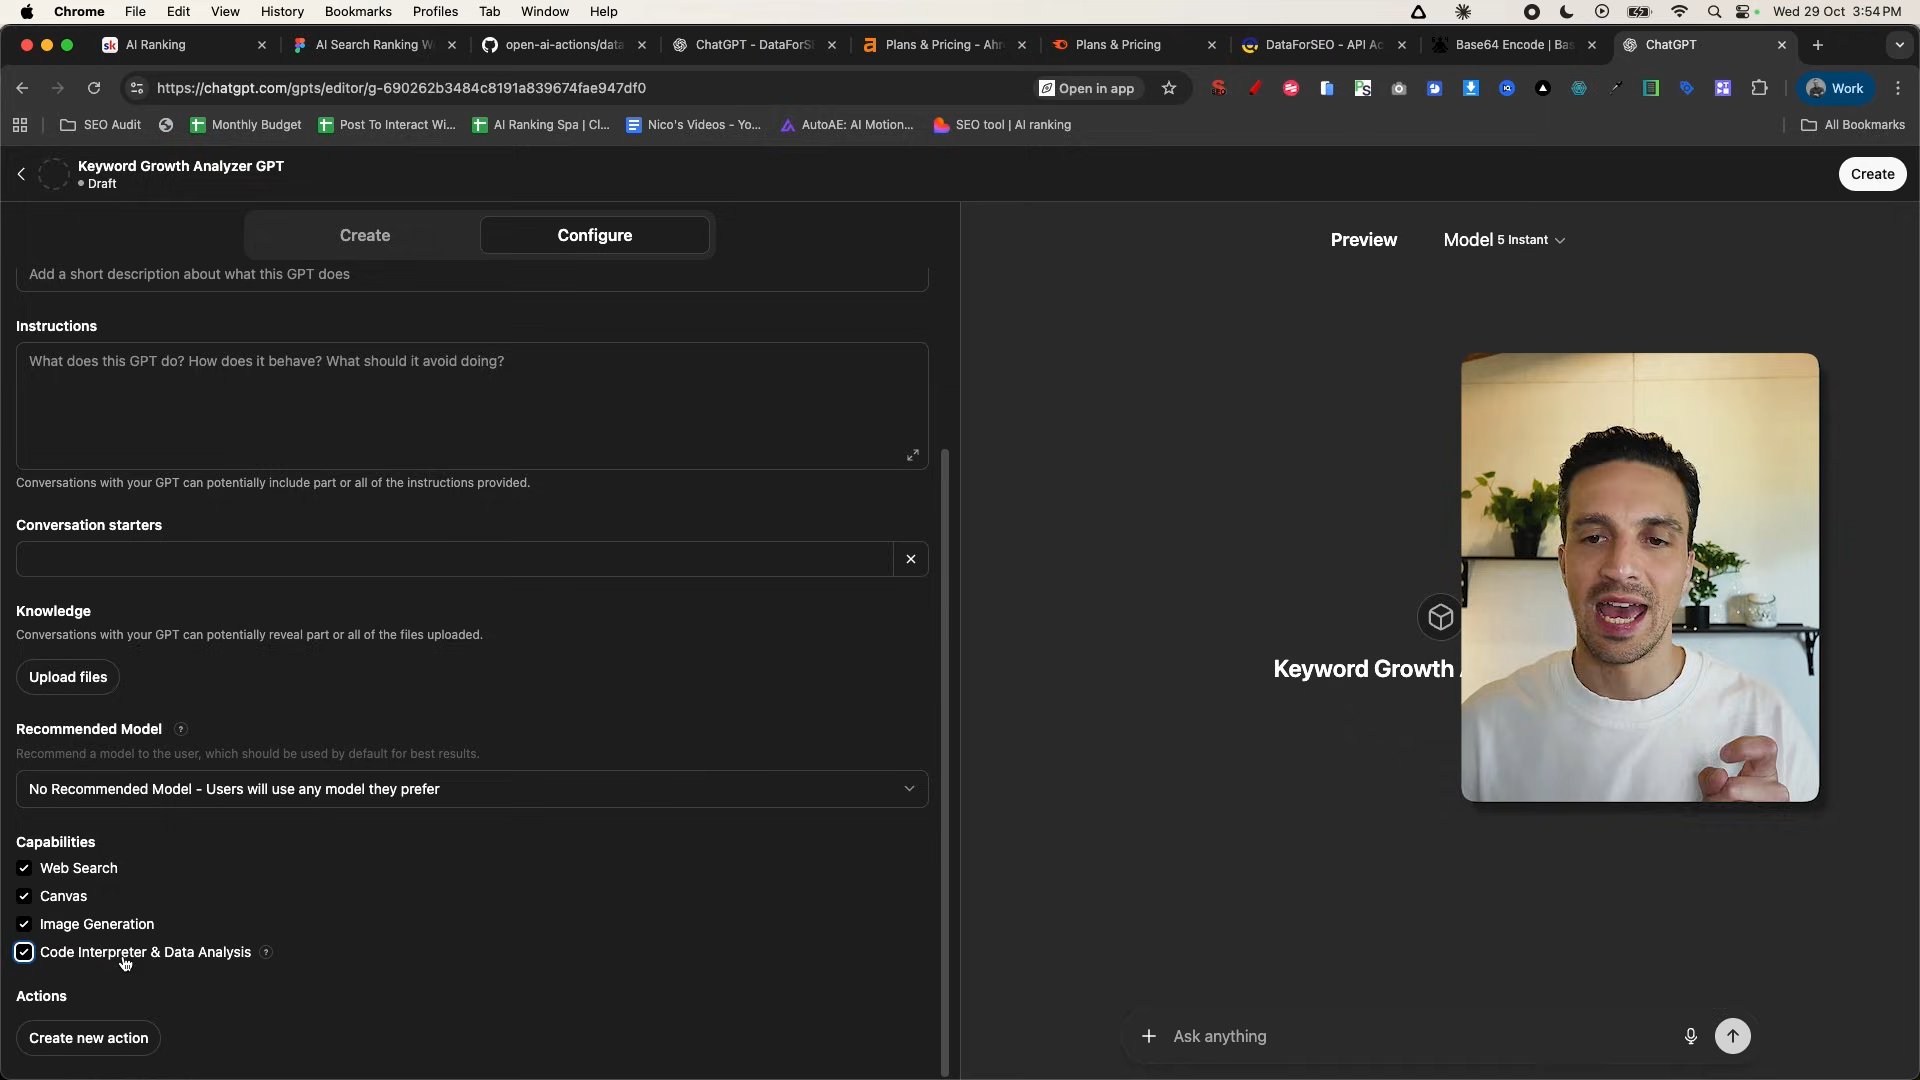 Chrome File Edit View History Bookmarks Profiles Tab Window Help Wed 29 Oct 3:54 PM
AI Ranking AI Search Ranking W open-ai-actions/data ChatGPT - DataForS Plans & Pricing - Ah Plans & Pricing DataForSEO - API Ac Base64 Encode | Bas ChatGPT
https://chatgpt.com/gpts/editor/g-690262b3484c8191a839674fae947df0 Open in app Work
SEO Audit Monthly Budget Post To Interact Wi... AI Ranking Spa | Cl... Nico's Videos - Yo... AutoAE: AI Motion... SEO tool | AI ranking All Bookmarks
Keyword Growth Analyzer GPT
Draft
Create
Create Configure
Preview Model 5 Instant
Add a short description about what this GPT does
Instructions
What does this GPT do? How does it behave? What should it avoid doing?
Conversations with your GPT can potentially include part or all of the instructions provided.
Conversation starters
Knowledge
Conversations with your GPT can potentially reveal part or all of the files uploaded.
Upload files
Recommended Model ?
Recommend a model to the user, which should be used by default for best results.
No Recommended Model - Users will use any model they prefer
Capabilities
Web Search
Canvas
Image Generation
Code Interpreter & Data Analysis ?
Actions
Create new action
Keyword Growth
Ask anything